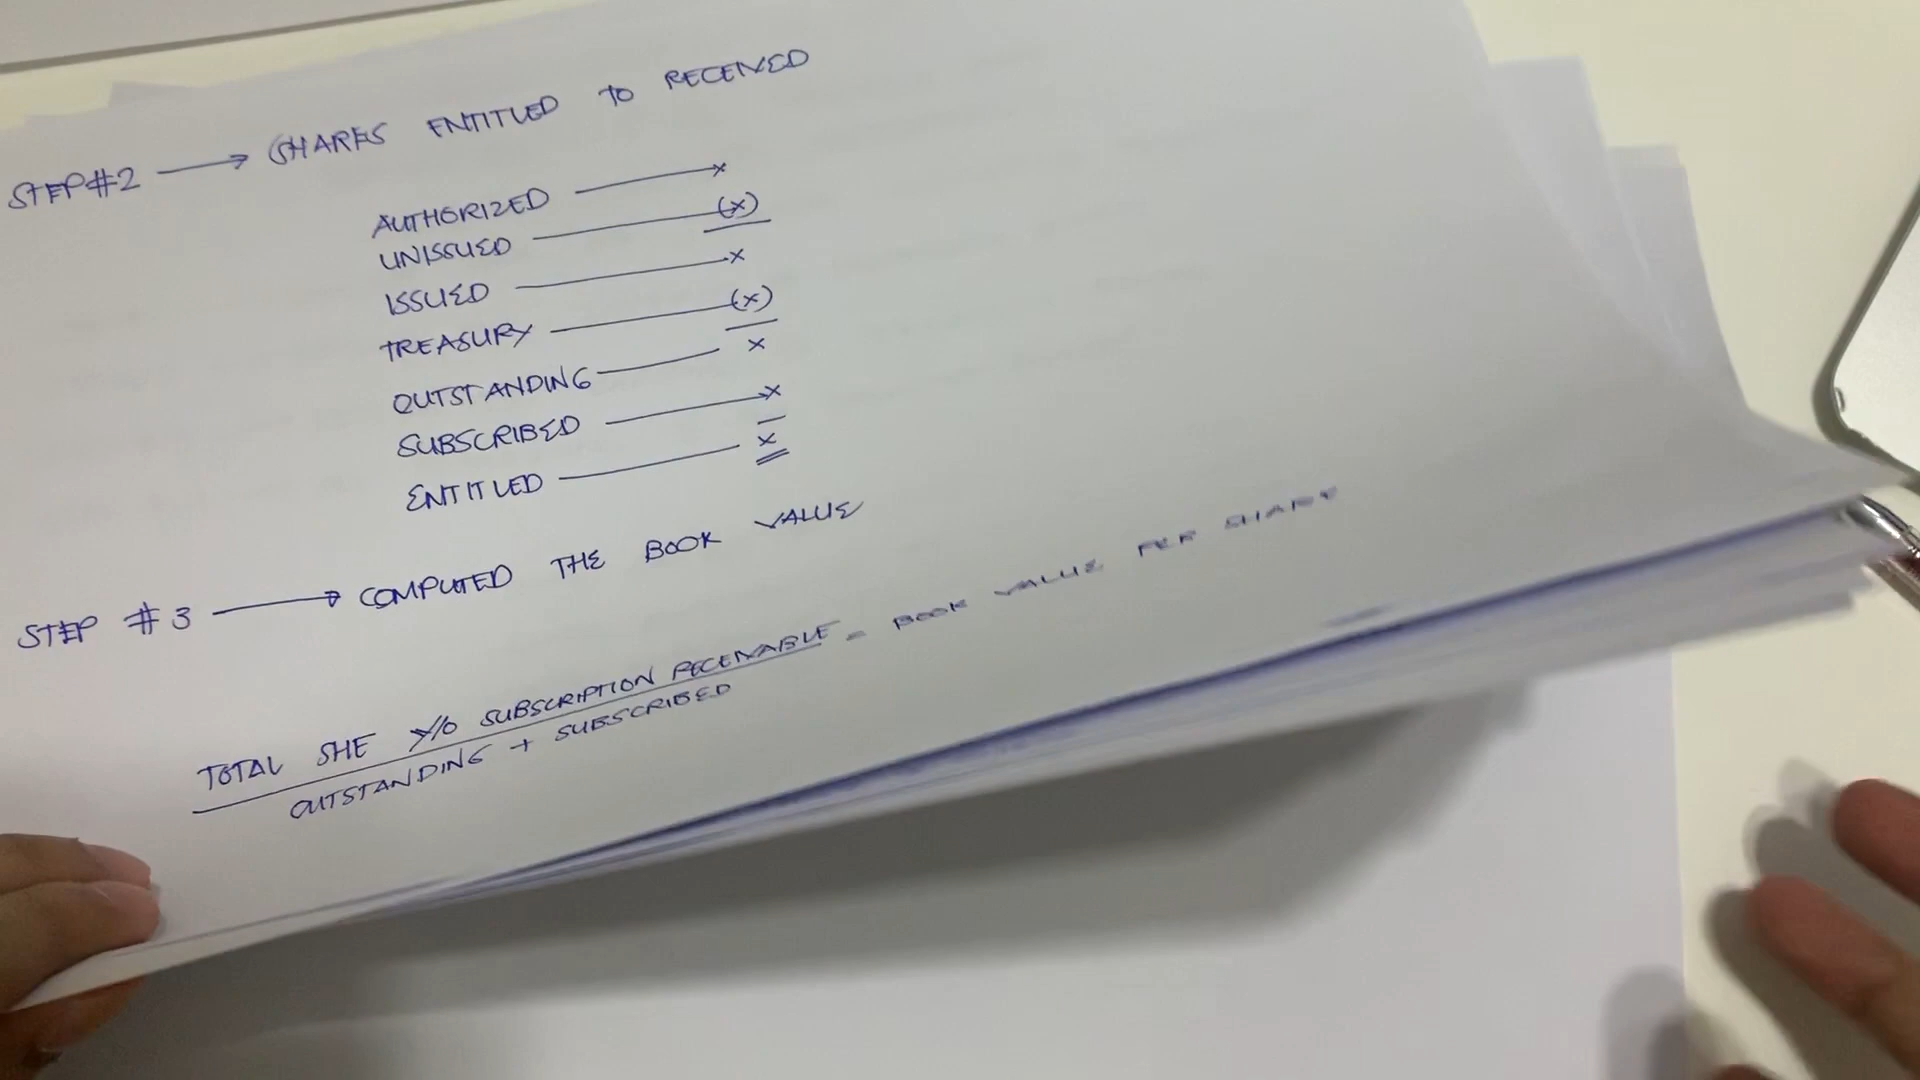 STEP#2 → SHARES ENTITLED TO RECEIVED
AUTHORIZED x
UNISSUED (x)
ISSUED x
TREASURY (x)
OUTSTANDING x
SUBSCRIBED x
ENTITLED x
STEP #3 → COMPUTED THE BOOK VALUE
TOTAL SHE W/O SUBSCRIPTION RECEIVABLE = BOOK VALUE PER SHARE
OUTSTANDING + SUBSCRIBED